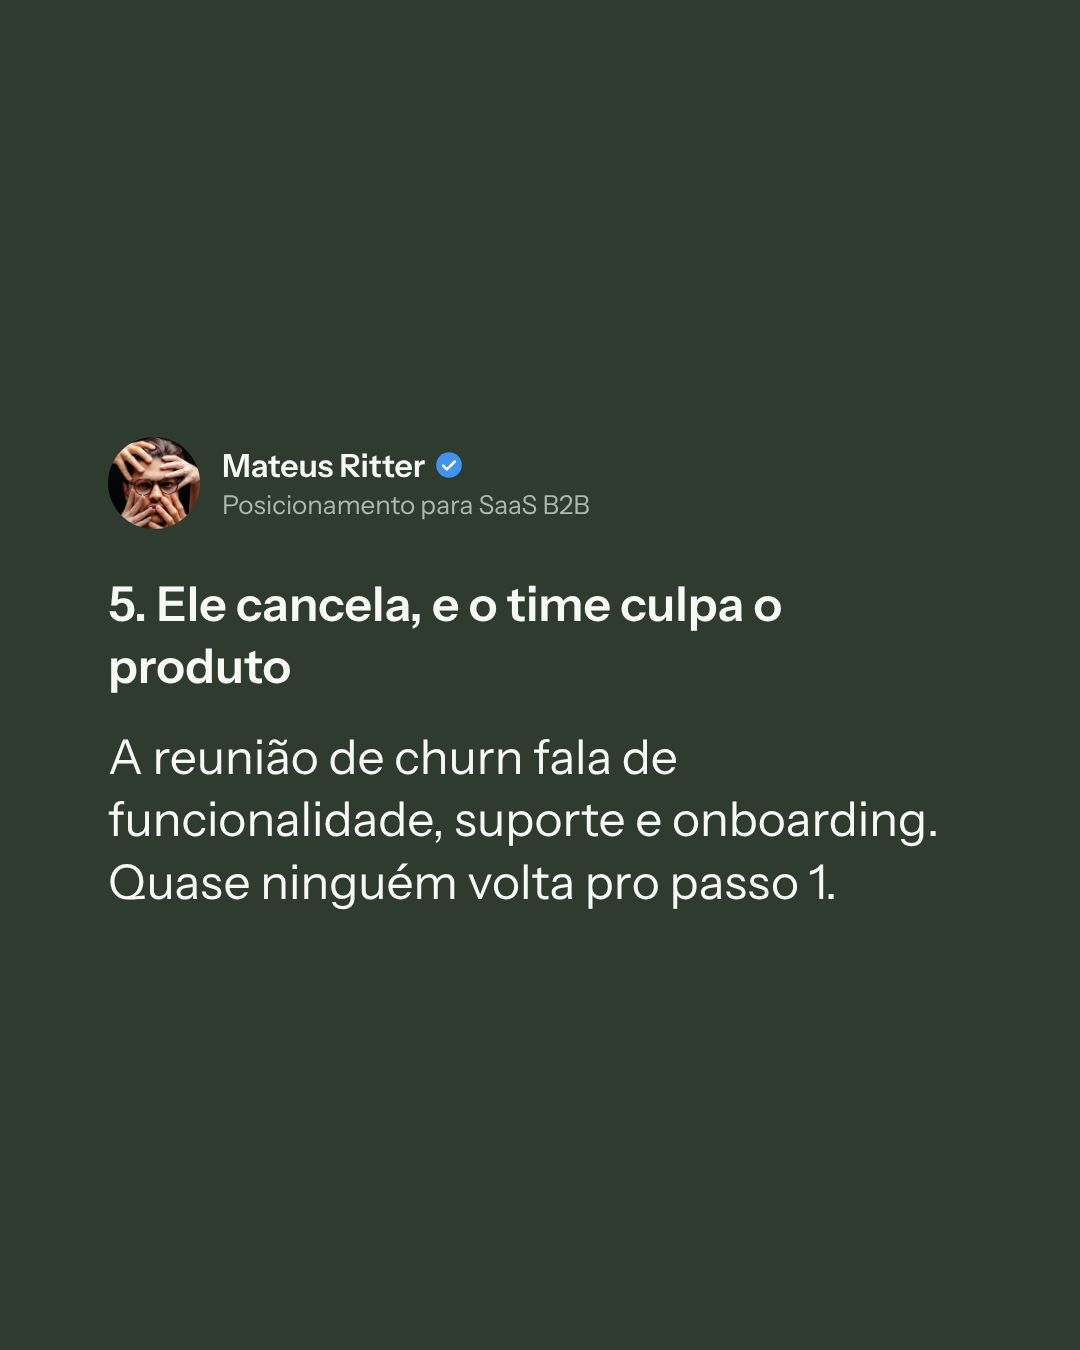 Mateus Ritter
Posicionamento para SaaS B2B
5. Ele cancela, e o time culpa o
produto
A reunião de churn fala de
funcionalidade, suporte e onboarding.
Quase ninguém volta pro passo 1.